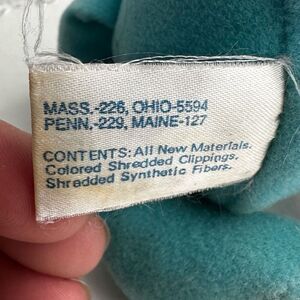 MASS.-226, OHIO-5594
PENN.-229, MAINE-127
CONTENTS: All New Materials.
Colored Shredded Clippings,
Shredded Synthetic Fibers.